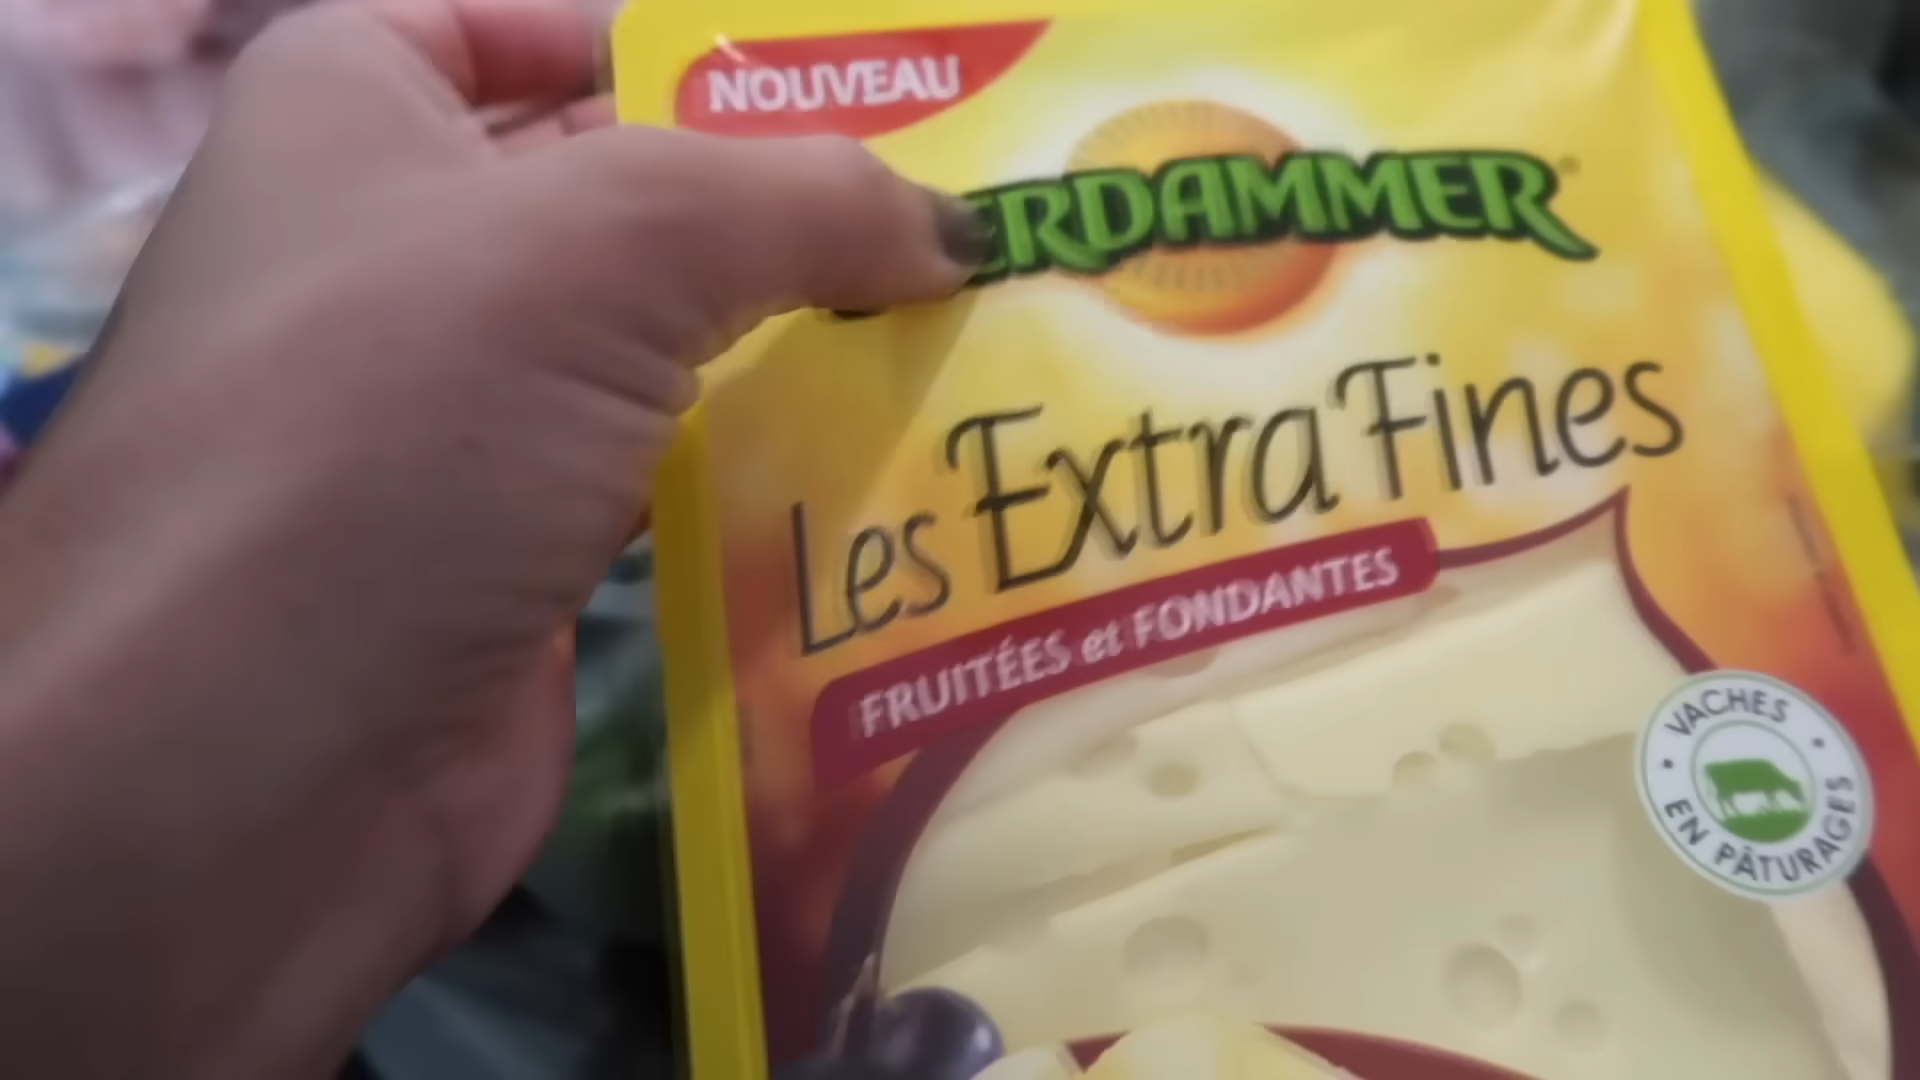 NOUVEAU
ERDAMMER
Les Extra Fines
FRUITÉES et FONDANTES
VACHES
EN PÂTURAGES